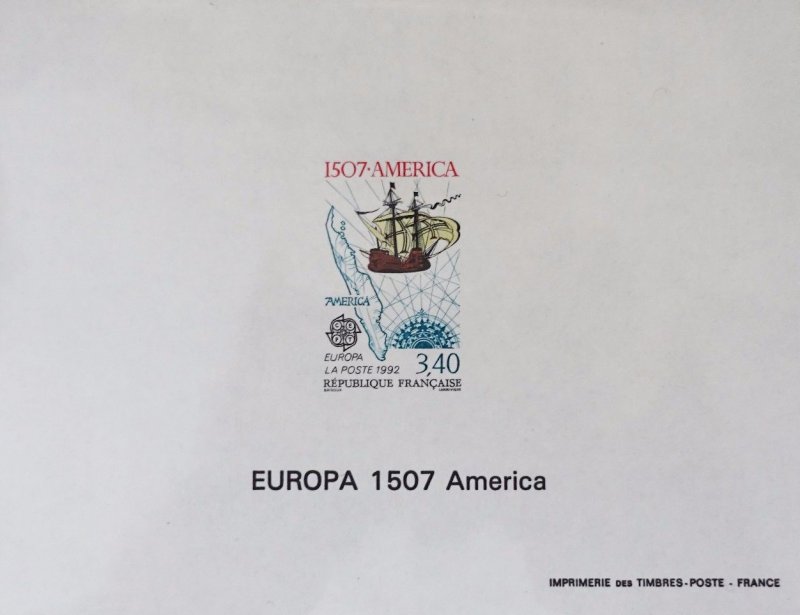 1507·AMERICA
AMERICA
EUROPA
LA POSTE 1992
3,40
RÉPUBLIQUE FRANÇAISE
EUROPA 1507 America
IMPRIMERIE DES TIMBRES-POSTE - FRANCE